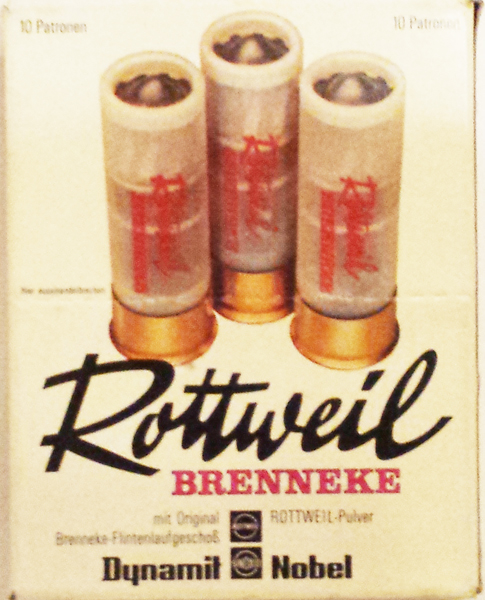 10 Patronen
10 Patronen
Rottweil
Rottweil
Rottweil
Rottweil
BRENNEKE
mit Original
Brenneke-Flintenlaufgeschoß
ROTTWEIL-Pulver
Dynamit Nobel